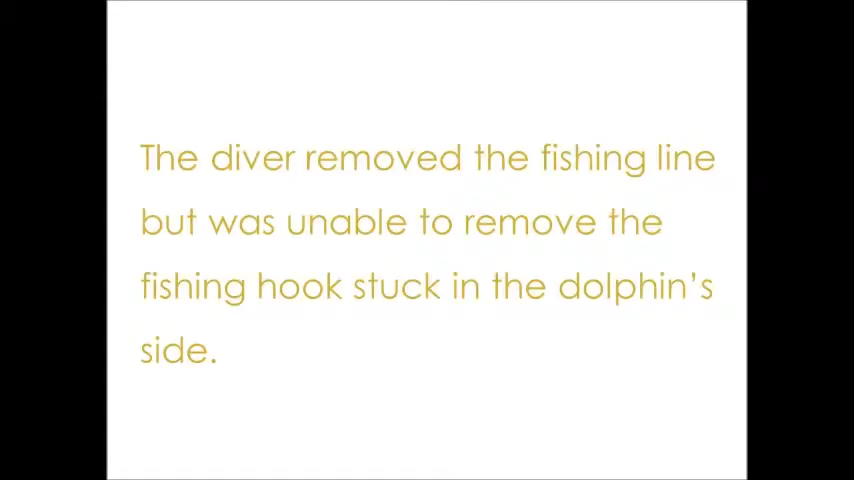 The diver removed the fishing line
but was unable to remove the
fishing hook stuck in the dolphin’s
side.